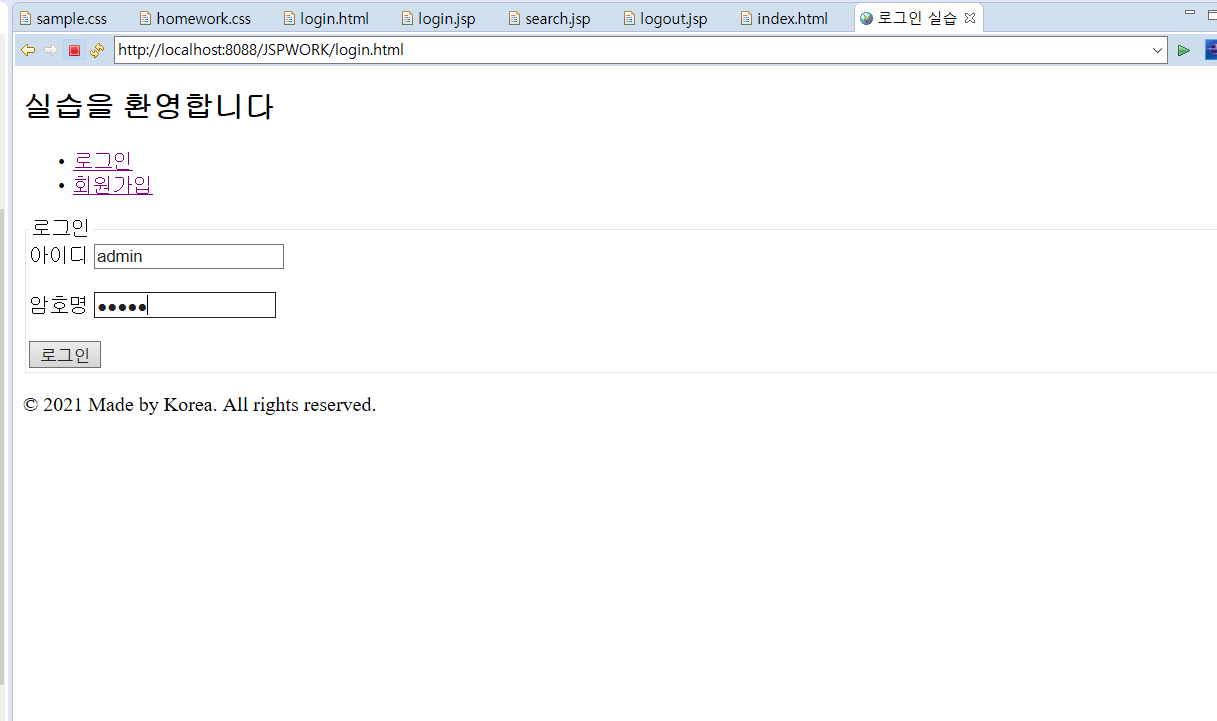 sample.css homework.css login.html login.jsp search.jsp logout.jsp index.html 로그인 실습
http://localhost:8088/JSPWORK/login.html
실습을 환영합니다
• 로그인
• 회원가입
로그인
아이디 admin
암호명 ●●●●●
로그인
© 2021 Made by Korea. All rights reserved.